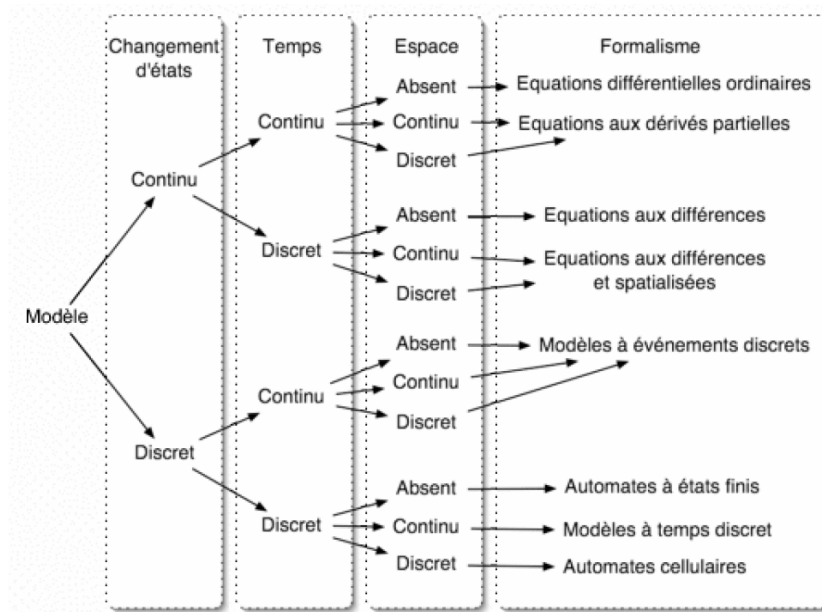 Changement
d'états
Temps
Espace
Formalisme
Absent
Equations différentielles ordinaires
Continu
Continu
Equations aux dérivés partielles
Discret
Continu
Absent
Equations aux différences
Discret
Continu
Equations aux différences
et spatialisées
Discret
Modèle
Absent
Modèles à événements discrets
Continu
Continu
Discret
Discret
Absent
Automates à états finis
Discret
Continu
Modèles à temps discret
Discret
Automates cellulaires